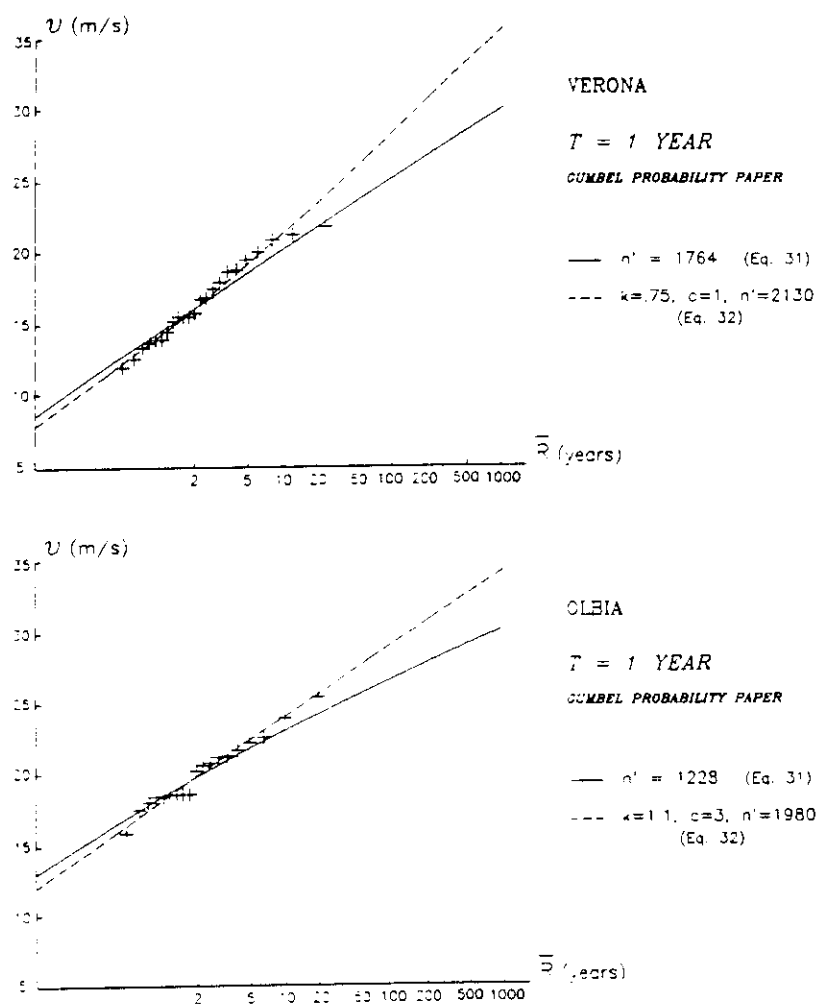 υ (m/s)
35
30
25
20
15
10
5
2 5 10 20 50 100 200 500 1000
R̅ (years)
VERONA
T = 1 YEAR
GUMBEL PROBABILITY PAPER
n' = 1764 (Eq. 31)
k=.75, c=1, n'=2130
(Eq. 32)
υ (m/s)
35
30
25
20
15
10
5
2 5 10 20 50 100 200 500 1000
R̅ (years)
OLBIA
T = 1 YEAR
GUMBEL PROBABILITY PAPER
n' = 1228 (Eq. 31)
k=1.1, c=3, n'=1980
(Eq. 32)